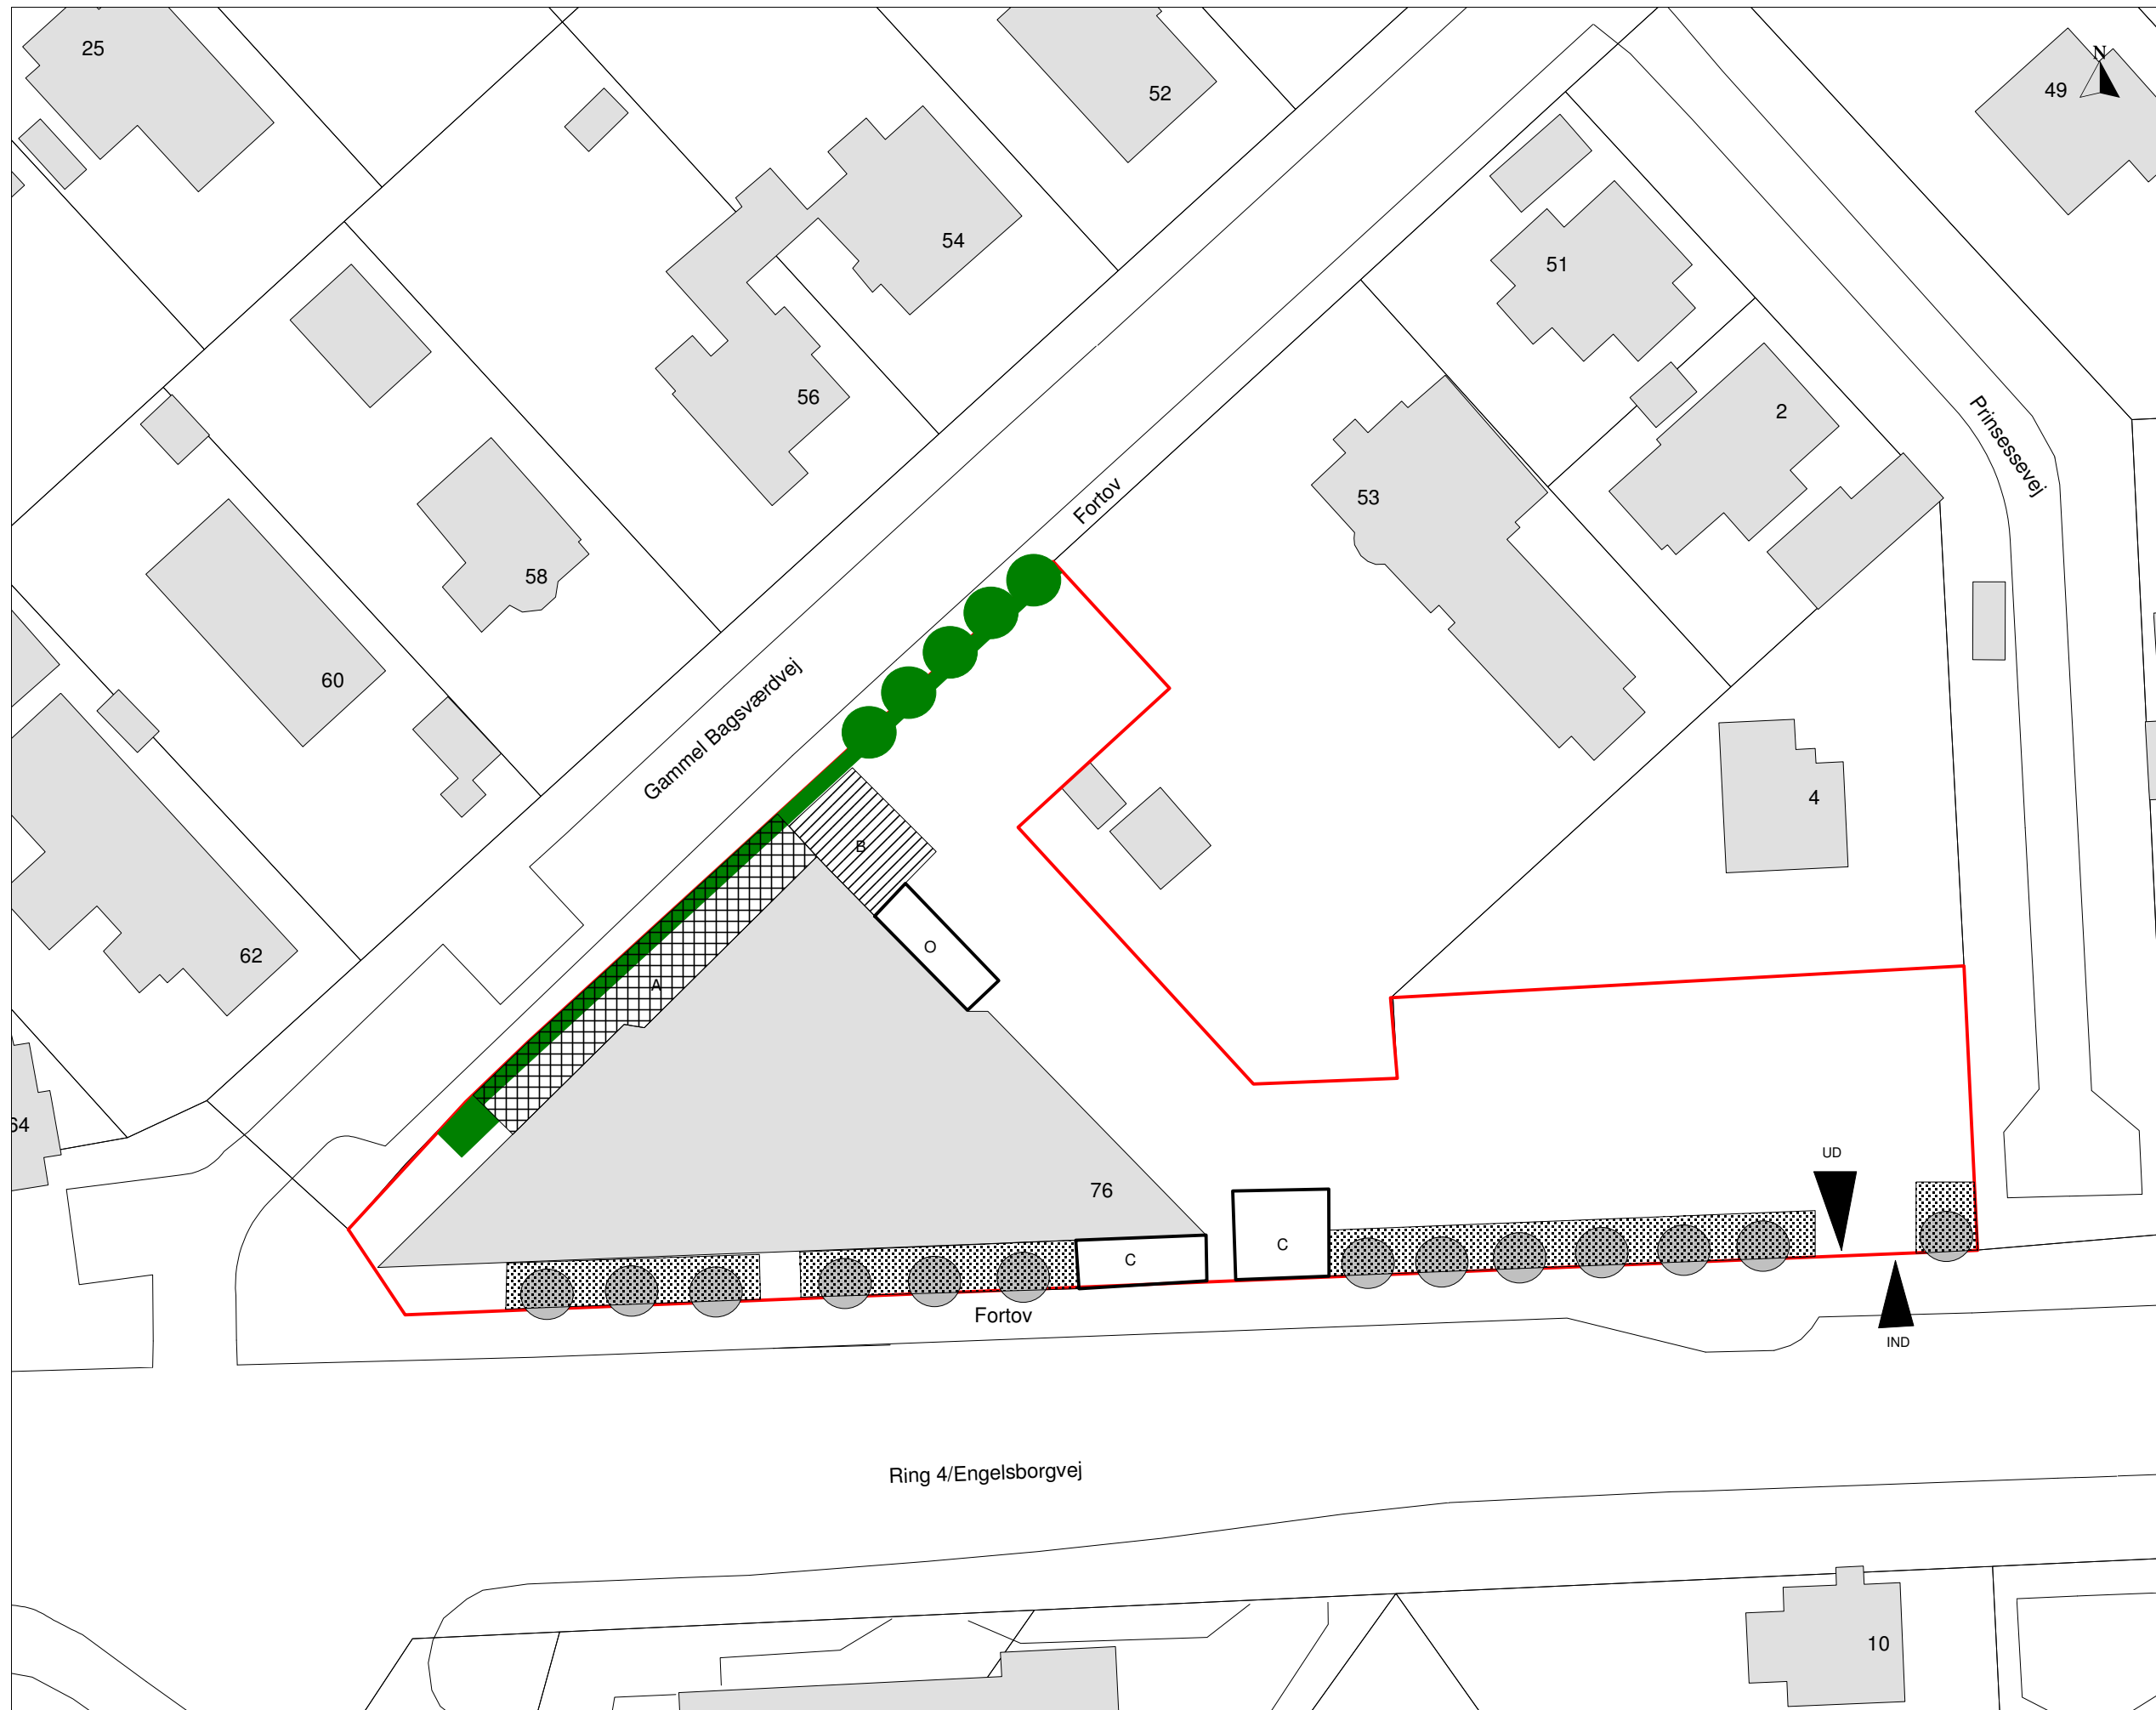 25
52
N
49
54
51
56
2
Prinsessevej
53
Fortov
58
60
Gammel Bagsværdvej
4
B
62
O
A
64
UD
76
C
C
Fortov
IND
Ring 4/Engelsborgvej
10